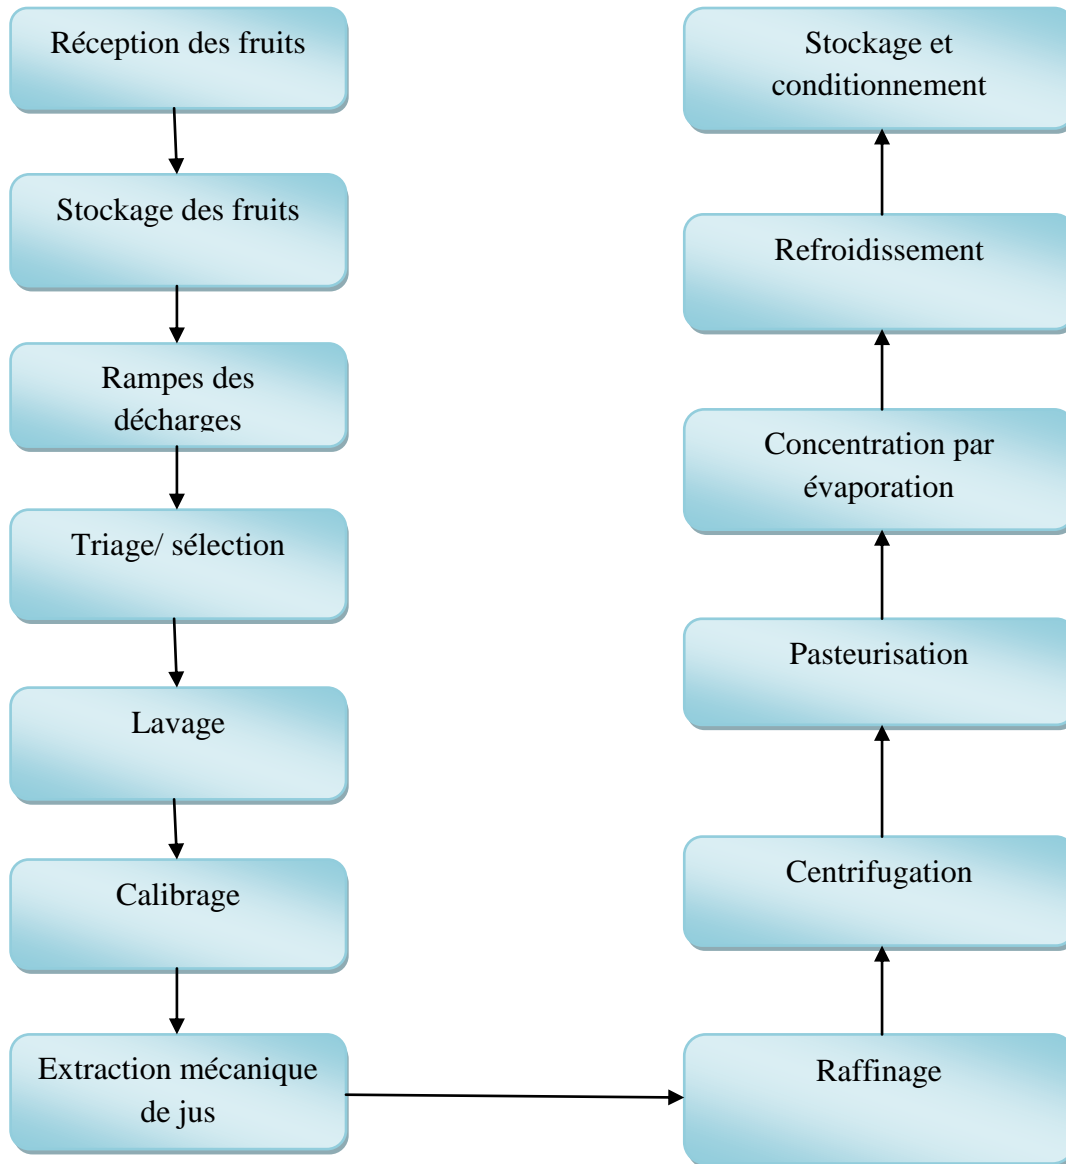 Réception des fruits
Stockage des fruits
Rampes des
décharges
Triage/ sélection
Lavage
Calibrage
Extraction mécanique
de jus
Raffinage
Centrifugation
Pasteurisation
Concentration par
évaporation
Refroidissement
Stockage et
conditionnement